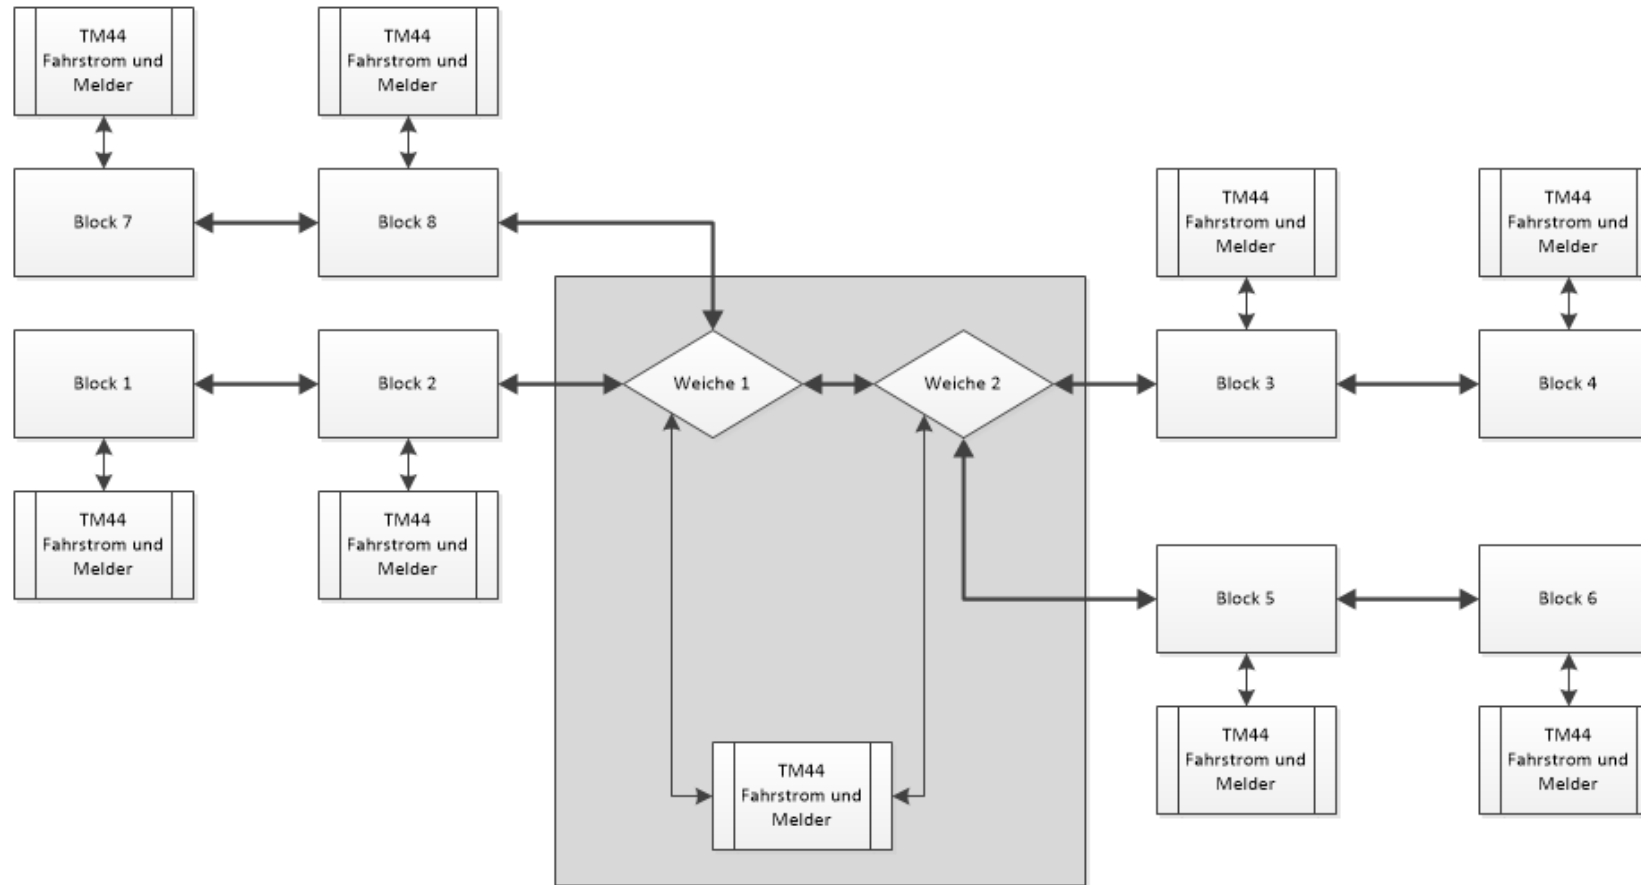 TM44
Fahrstrom und
Melder
TM44
Fahrstrom und
Melder
TM44
Fahrstrom und
Melder
TM44
Fahrstrom und
Melder
Block 7
Block 8
Block 1
Block 2
Weiche 1
Weiche 2
Block 3
Block 4
TM44
Fahrstrom und
Melder
TM44
Fahrstrom und
Melder
Block 5
Block 6
TM44
Fahrstrom und
Melder
TM44
Fahrstrom und
Melder
TM44
Fahrstrom und
Melder